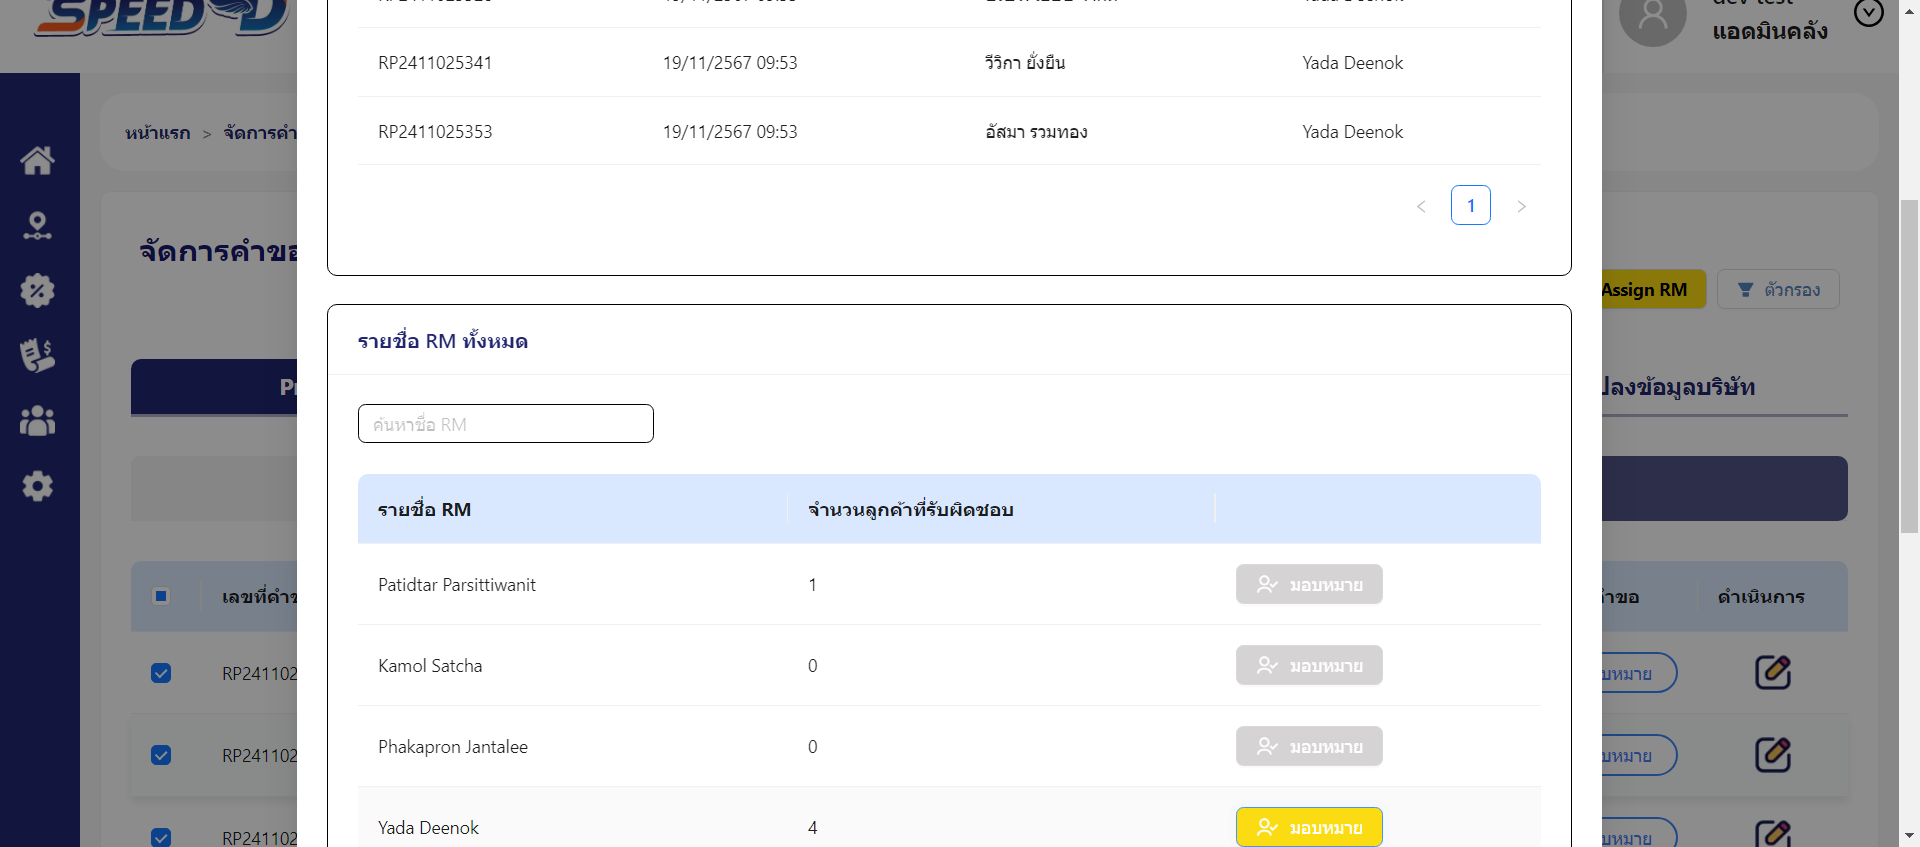 SPEED D
แอดมินคลัง
RP2411025341 19/11/2567 09:53 วีวิกา ยั่งยืน Yada Deenok
RP2411025353 19/11/2567 09:53 อัสมา รวมทอง Yada Deenok
หน้าแรก > จัดการคำ
< 1 >
จัดการคำขอ
Assign RM ตัวกรอง
รายชื่อ RM ทั้งหมด
ปลงข้อมูลบริษัท
ค้นหาชื่อ RM
รายชื่อ RM จำนวนลูกค้าที่รับผิดชอบ
เลขที่คำข
คำขอ ดำเนินการ
Patidtar Parsittiwanit 1 มอบหมาย
Kamol Satcha 0 มอบหมาย
RP241102 บหมาย
Phakapron Jantalee 0 มอบหมาย
RP241102 บหมาย
Yada Deenok 4 มอบหมาย
RP241102 บหมาย